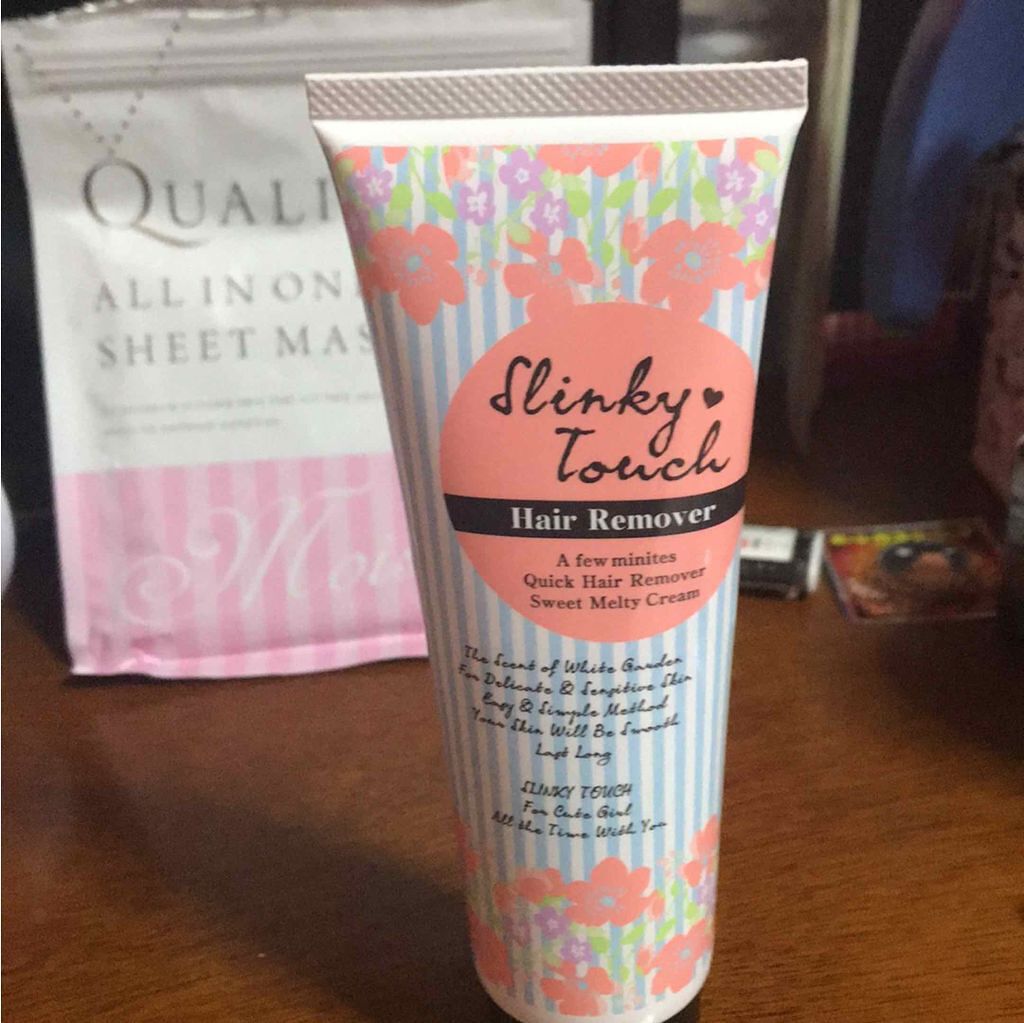 QUALI
ALL IN ON
SHEET MAS
Moi
Slinky
Touch
Hair Remover
A few minites
Quick Hair Remover
Sweet Melty Cream
The Scent of White Garden
For Delicate & Sensitive Skin
Easy & Simple Method
Your Skin Will Be Smooth
Last Long
SLINKY TOUCH
For Cute Girl
All the Time With You